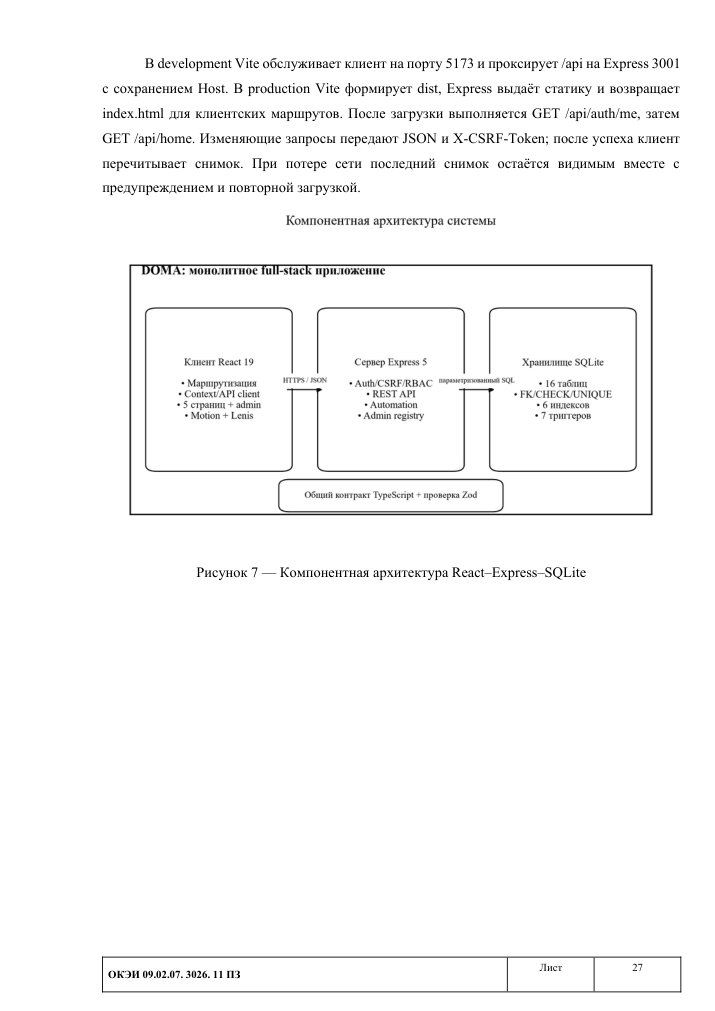 В development Vite обслуживает клиент на порту 5173 и проксирует /api на Express 3001
с сохранением Host. В production Vite формирует dist, Express выдаёт статику и возвращает
index.html для клиентских маршрутов. После загрузки выполняется GET /api/auth/me, затем
GET /api/home. Изменяющие запросы передают JSON и X-CSRF-Token; после успеха клиент
перечитывает снимок. При потере сети последний снимок остаётся видимым вместе с
предупреждением и повторной загрузкой.
Компонентная архитектура системы
DOMA: монолитное full-stack приложение
Клиент React 19
• Маршрутизация
• Context/API client
• 5 страниц + admin
• Motion + Lenis
HTTPS / JSON
Сервер Express 5
• Auth/CSRF/RBAC
• REST API
• Automation
• Admin registry
параметризованный SQL
Хранилище SQLite
• 16 таблиц
• FK/CHECK/UNIQUE
• 6 индексов
• 7 триггеров
Общий контракт TypeScript + проверка Zod
Рисунок 7 — Компонентная архитектура React–Express–SQLite
ОКЭИ 09.02.07. 3026. 11 ПЗ
Лист
27